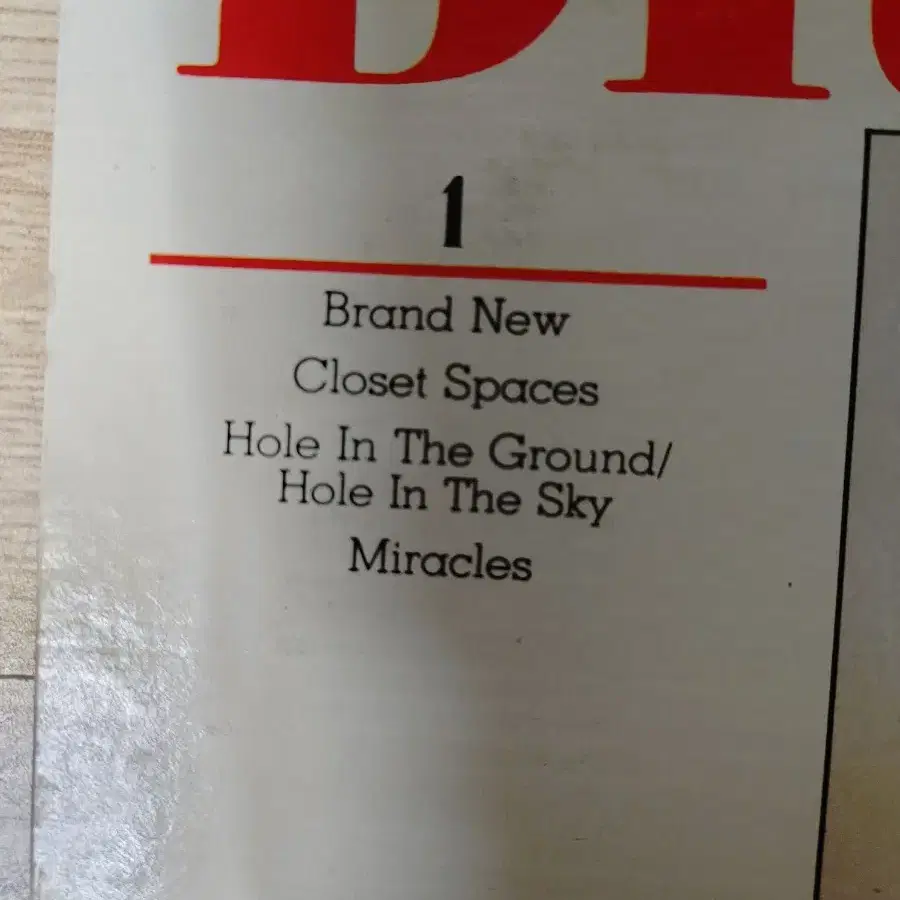 1
Brand New
Closet Spaces
Hole In The Ground/
Hole In The Sky
Miracles